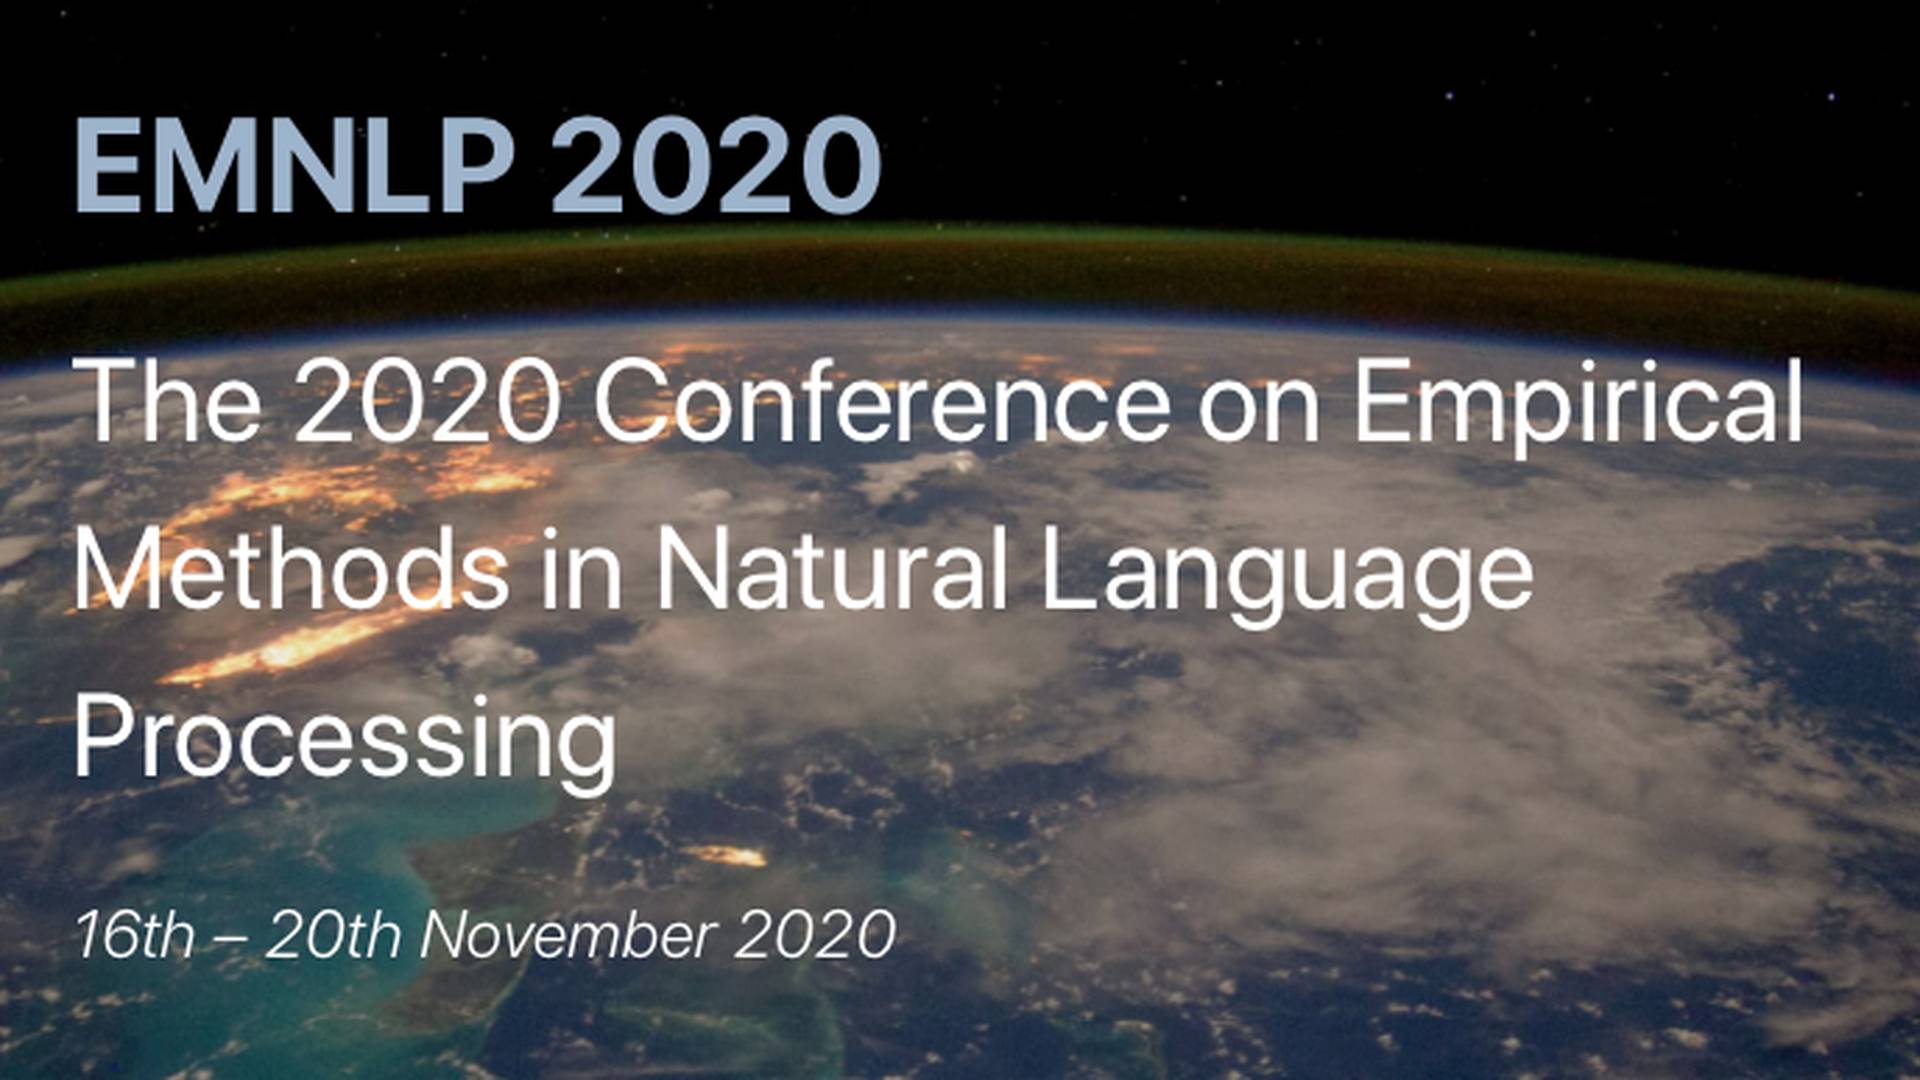 EMNLP 2020
The 2020 Conference on Empirical
Methods in Natural Language
Processing
16th – 20th November 2020